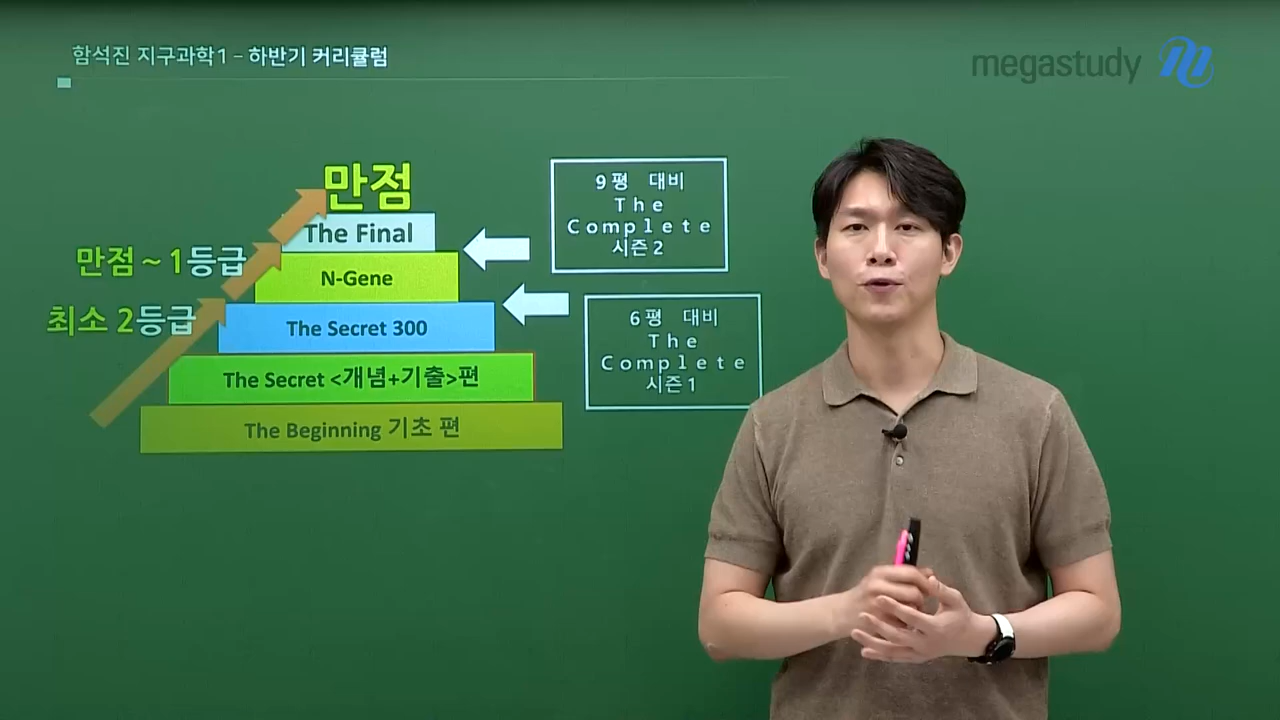 함석진 지구과학1 - 하반기 커리큘럼
megastudy
만점
The Final
만점 ~ 1등급
N-Gene
최소 2등급
The Secret 300
The Secret <개념+기출>편
The Beginning 기초 편
9평 대비
The
Complete
시즌2
6평 대비
The
Complete
시즌1